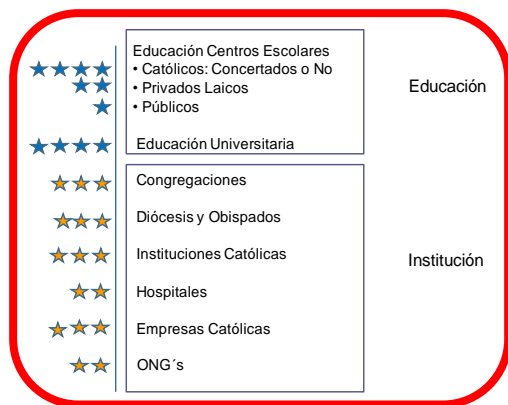 Educación Centros Escolares
• Católicos: Concertados o No
• Privados Laicos
• Públicos
Educación
Educación Universitaria
Congregaciones
Diócesis y Obispados
Instituciones Católicas
Institución
Hospitales
Empresas Católicas
ONG´s